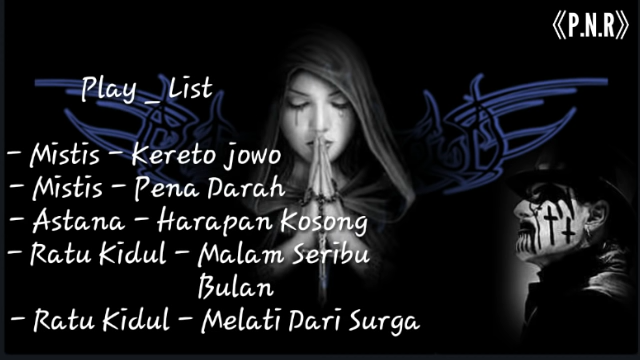 《P.N.R》
Play _ List
- Mistis - Kereto jowo
- Mistis - Pena Darah
- Astana - Harapan Kosong
- Ratu Kidul - Malam Seribu
Bulan
- Ratu Kidul - Melati Dari Surga